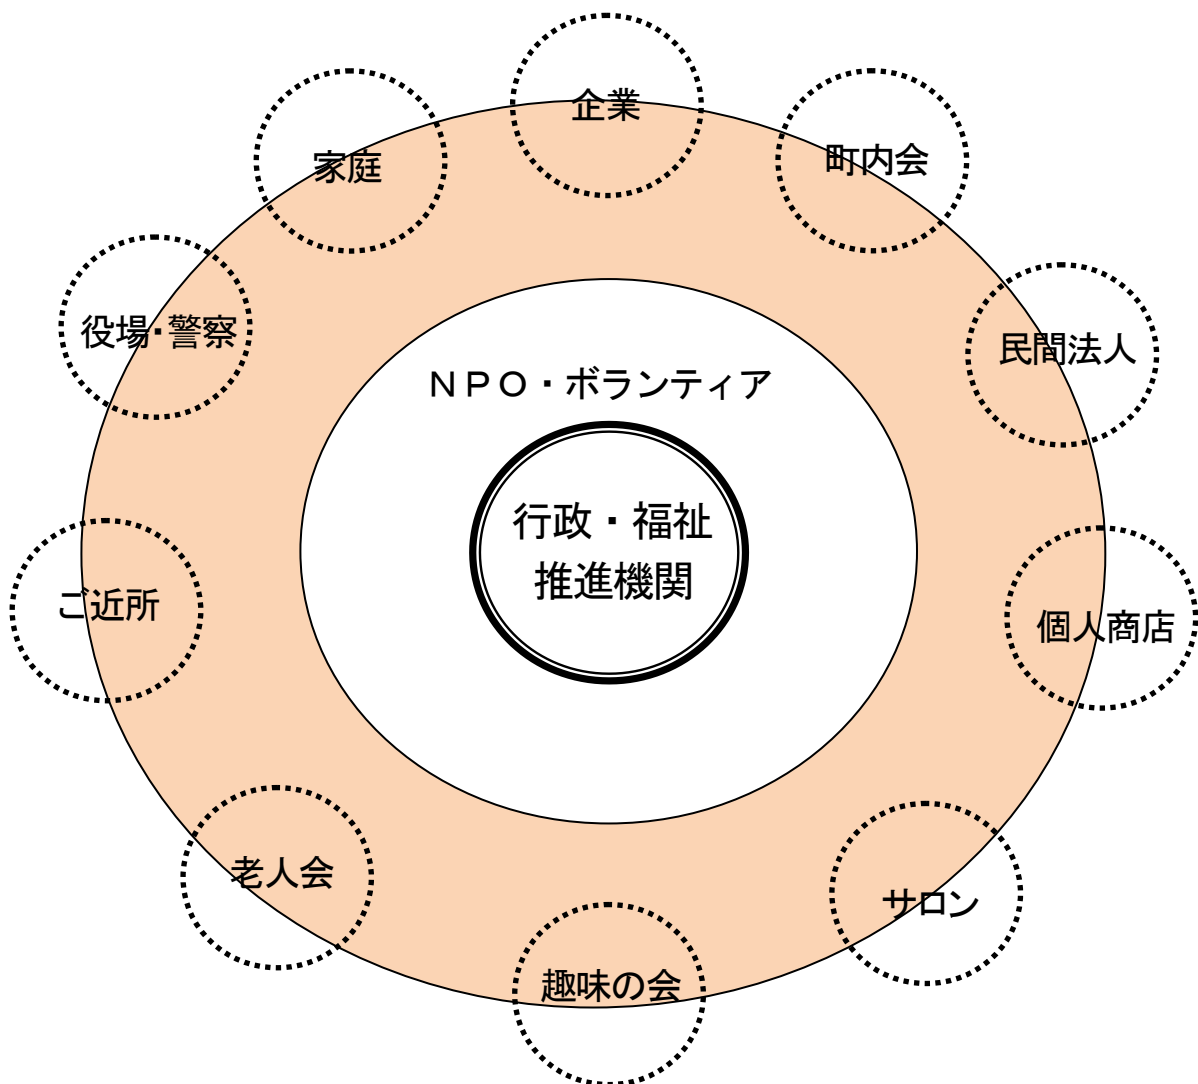 企業
家庭
町内会
役場・警察
民間法人
ＮＰＯ・ボランティア
行政・福祉
推進機関
ご近所
個人商店
老人会
サロン
趣味の会